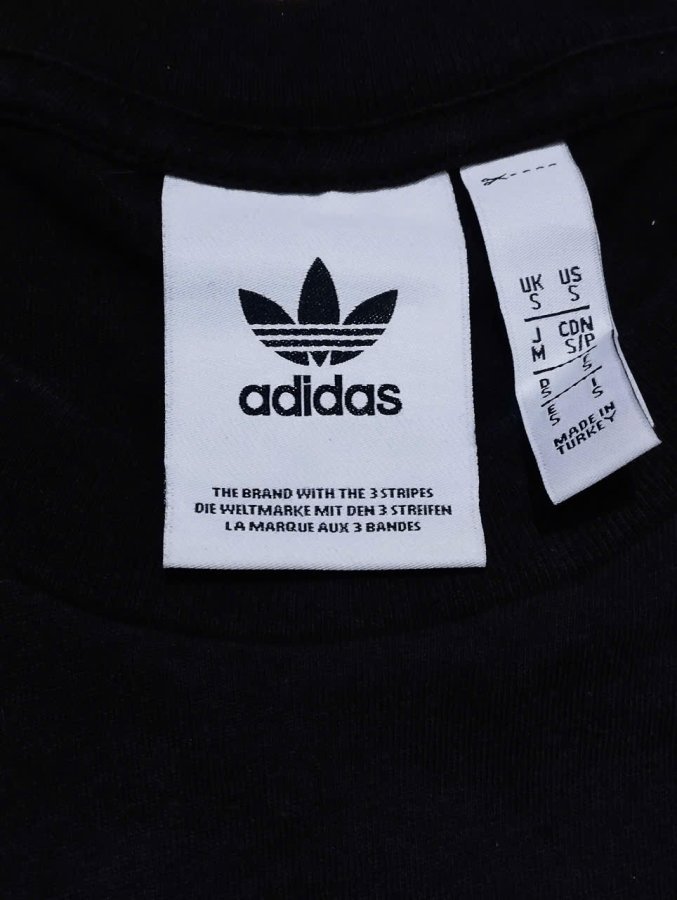 adidas
THE BRAND WITH THE 3 STRIPES
DIE WELTMARKE MIT DEN 3 STREIFEN
LA MARQUE AUX 3 BANDES
UK US
S S
J CDN
M S/P
MADE IN
TURKEY